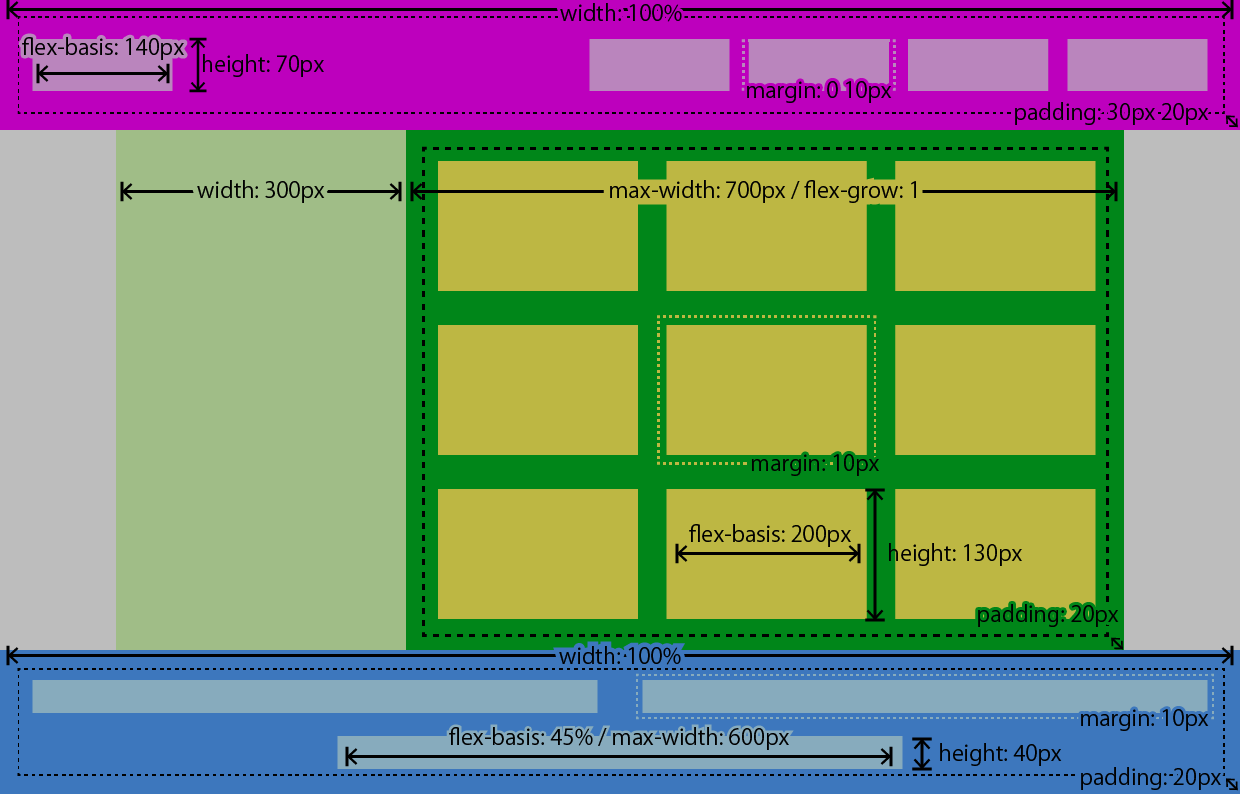 width: 100%
flex-basis: 140px
height: 70px
margin: 0 10px
padding: 30px 20px
width: 300px
max-width: 700px / flex-grow: 1
margin: 10px
flex-basis: 200px
height: 130px
padding: 20px
width: 100%
margin: 10px
flex-basis: 45% / max-width: 600px
height: 40px
padding: 20px